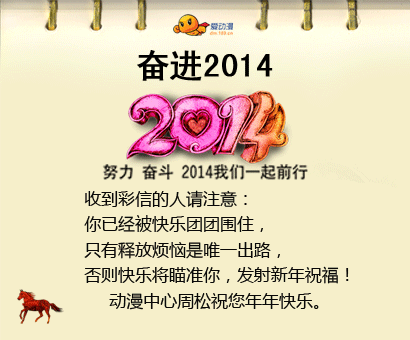 爱动漫
dm.189.cn
奋进2014
2014
努力 奋斗 2014我们一起前行
收到彩信的人请注意：
你已经被快乐团团围住，
只有释放烦恼是唯一出路，
否则快乐将瞄准你，发射新年祝福！
动漫中心周松祝您年年快乐。